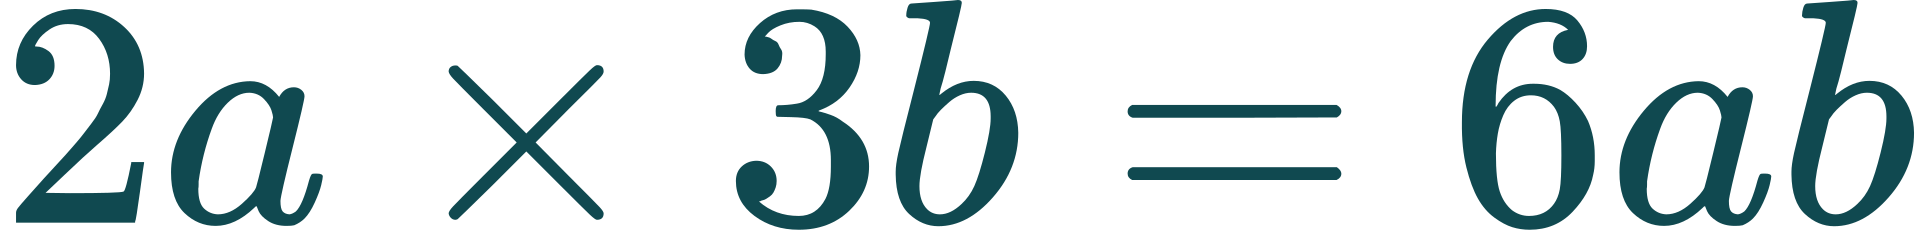 2a × 3b = 6ab